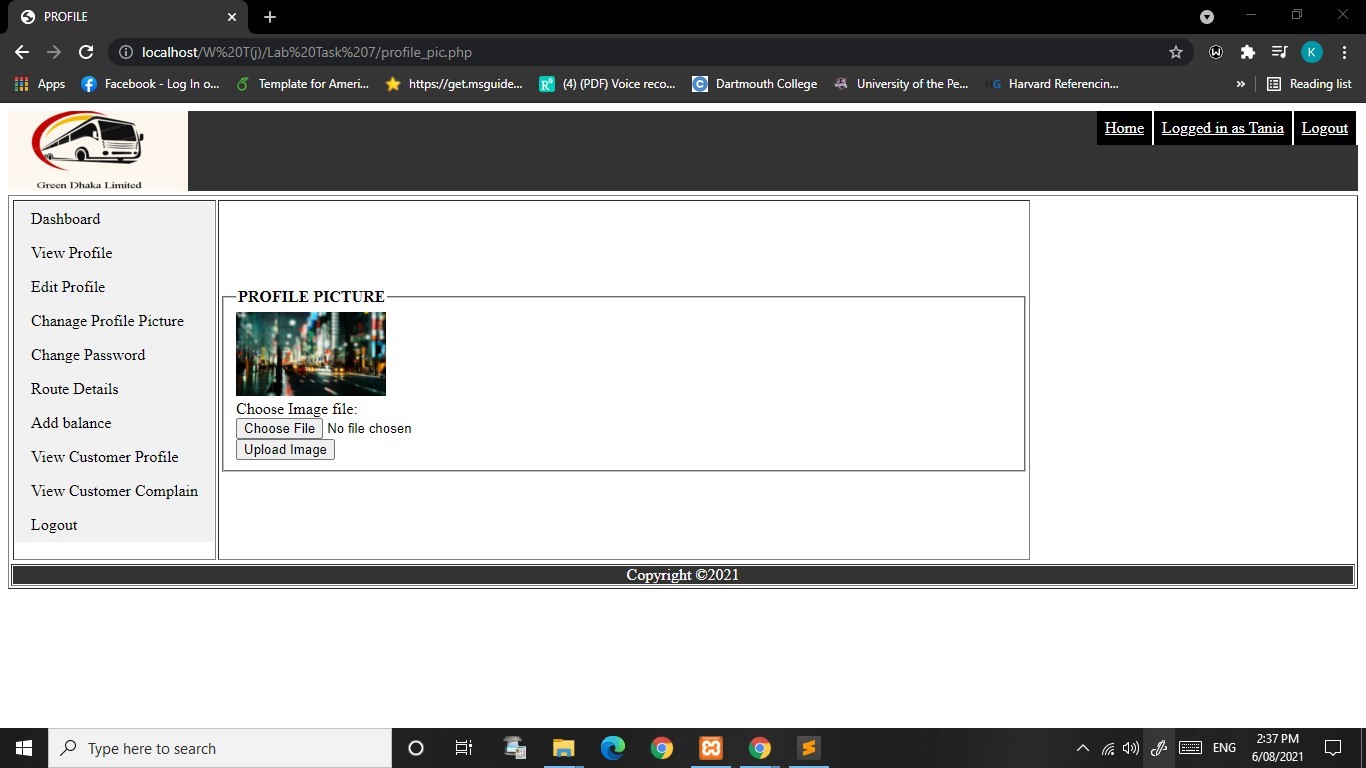 PROFILE
localhost/W%20T(j)/Lab%20Task%207/profile_pic.php
K
Apps
Facebook - Log In o...
Template for Ameri...
https://get.msguide...
(4) (PDF) Voice reco...
Dartmouth College
University of the Pe...
HG Harvard Referencin...
»
Reading list
Green Dhaka Limited
Home
Logged in as Tania
Logout
Dashboard
View Profile
Edit Profile
Chanage Profile Picture
Change Password
Route Details
Add balance
View Customer Profile
View Customer Complain
Logout
PROFILE PICTURE
Choose Image file:
Choose File No file chosen
Upload Image
Copyright ©2021
Type here to search
ENG
2:37 PM
6/08/2021